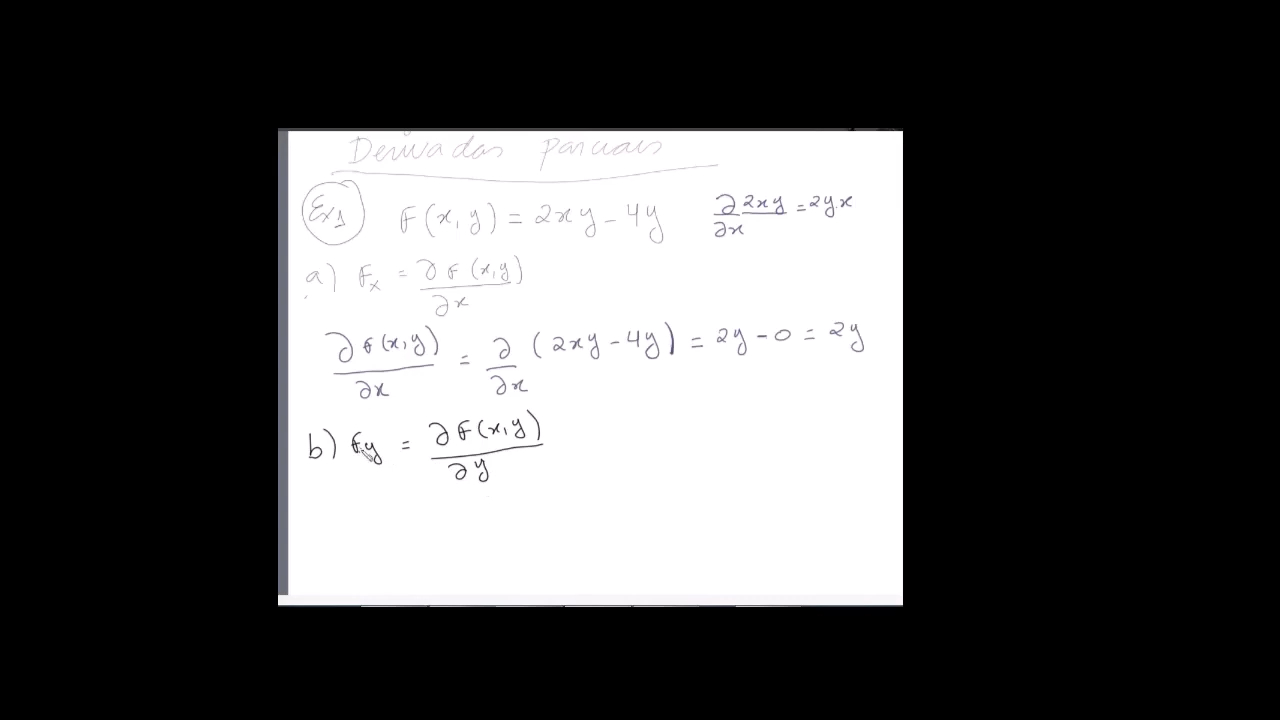 Derivadas parciais
Ex1 F(x,y) = 2xy - 4y
∂ 2xy / ∂x = 2y.x
a) Fx = ∂F(x,y) / ∂x
∂F(x,y) / ∂x = ∂/∂x (2xy - 4y) = 2y - 0 = 2y
b) Fy = ∂F(x,y) / ∂y